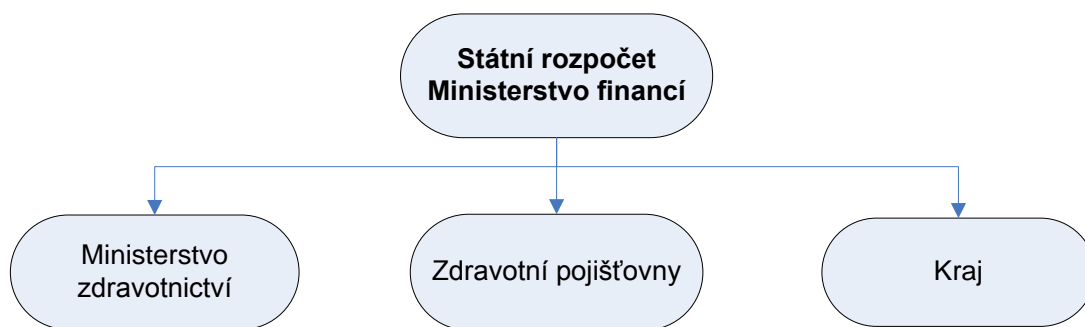 Státní rozpočet
Ministerstvo financí
Ministerstvo
zdravotnictví
Zdravotní pojišťovny
Kraj